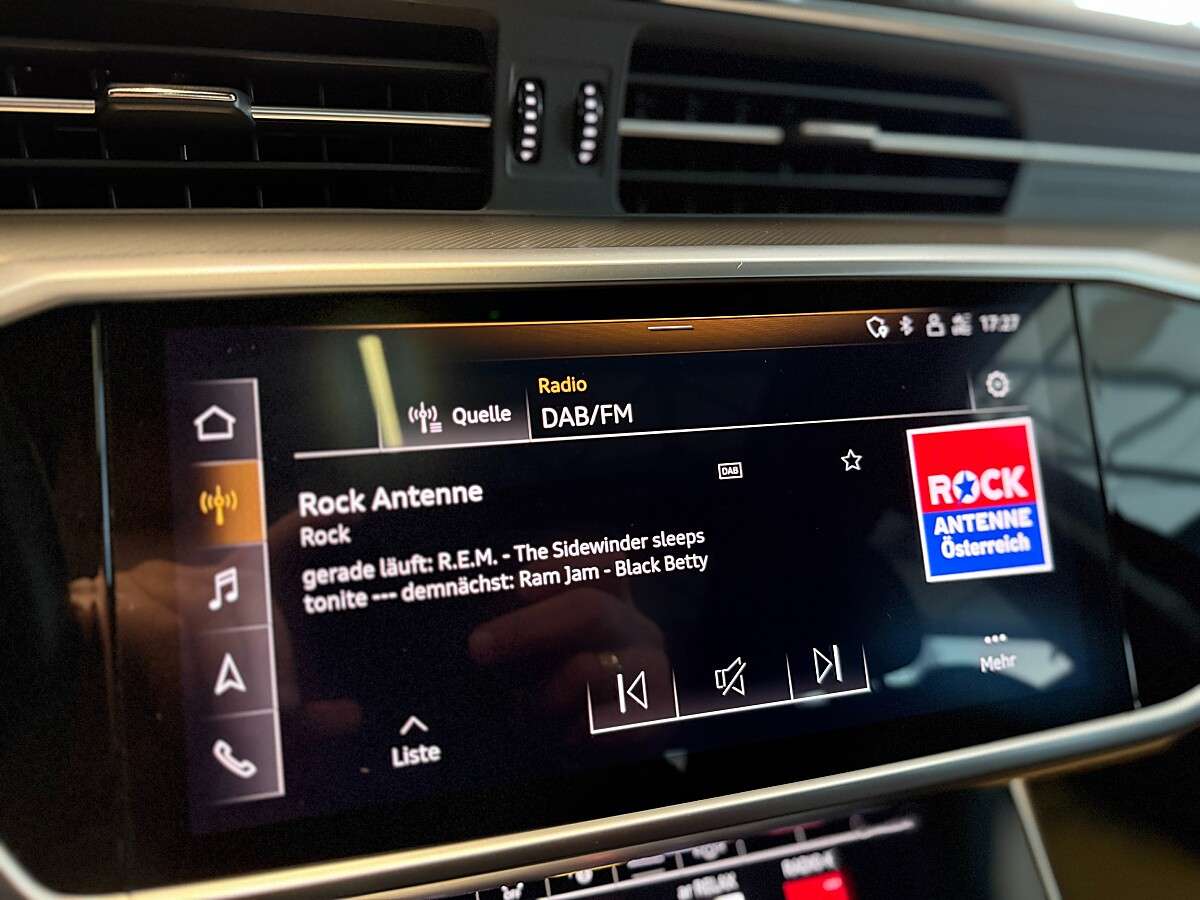 17:27
Radio
Quelle
DAB/FM
DAB
Rock Antenne
Rock
gerade läuft: R.E.M. - The Sidewinder sleeps
tonite --- demnächst: Ram Jam - Black Betty
ROCK
ANTENNE
Österreich
Mehr
Liste
RELAX